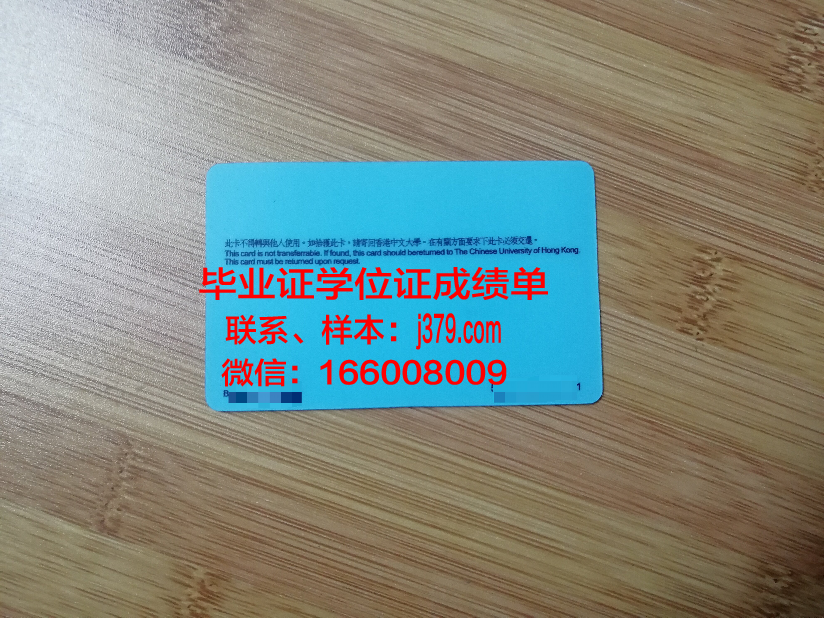 此卡不得轉與他人使用。如拾獲此卡，請寄回香港中文大學。在有關方面要求下此卡必須交還。
This card is not transferrable. If found, this card should bereturned to The Chinese University of Hong Kong.
This card must be returned upon request.
毕业证学位证成绩单
联系、样本：j379.com
微信：166008009
1